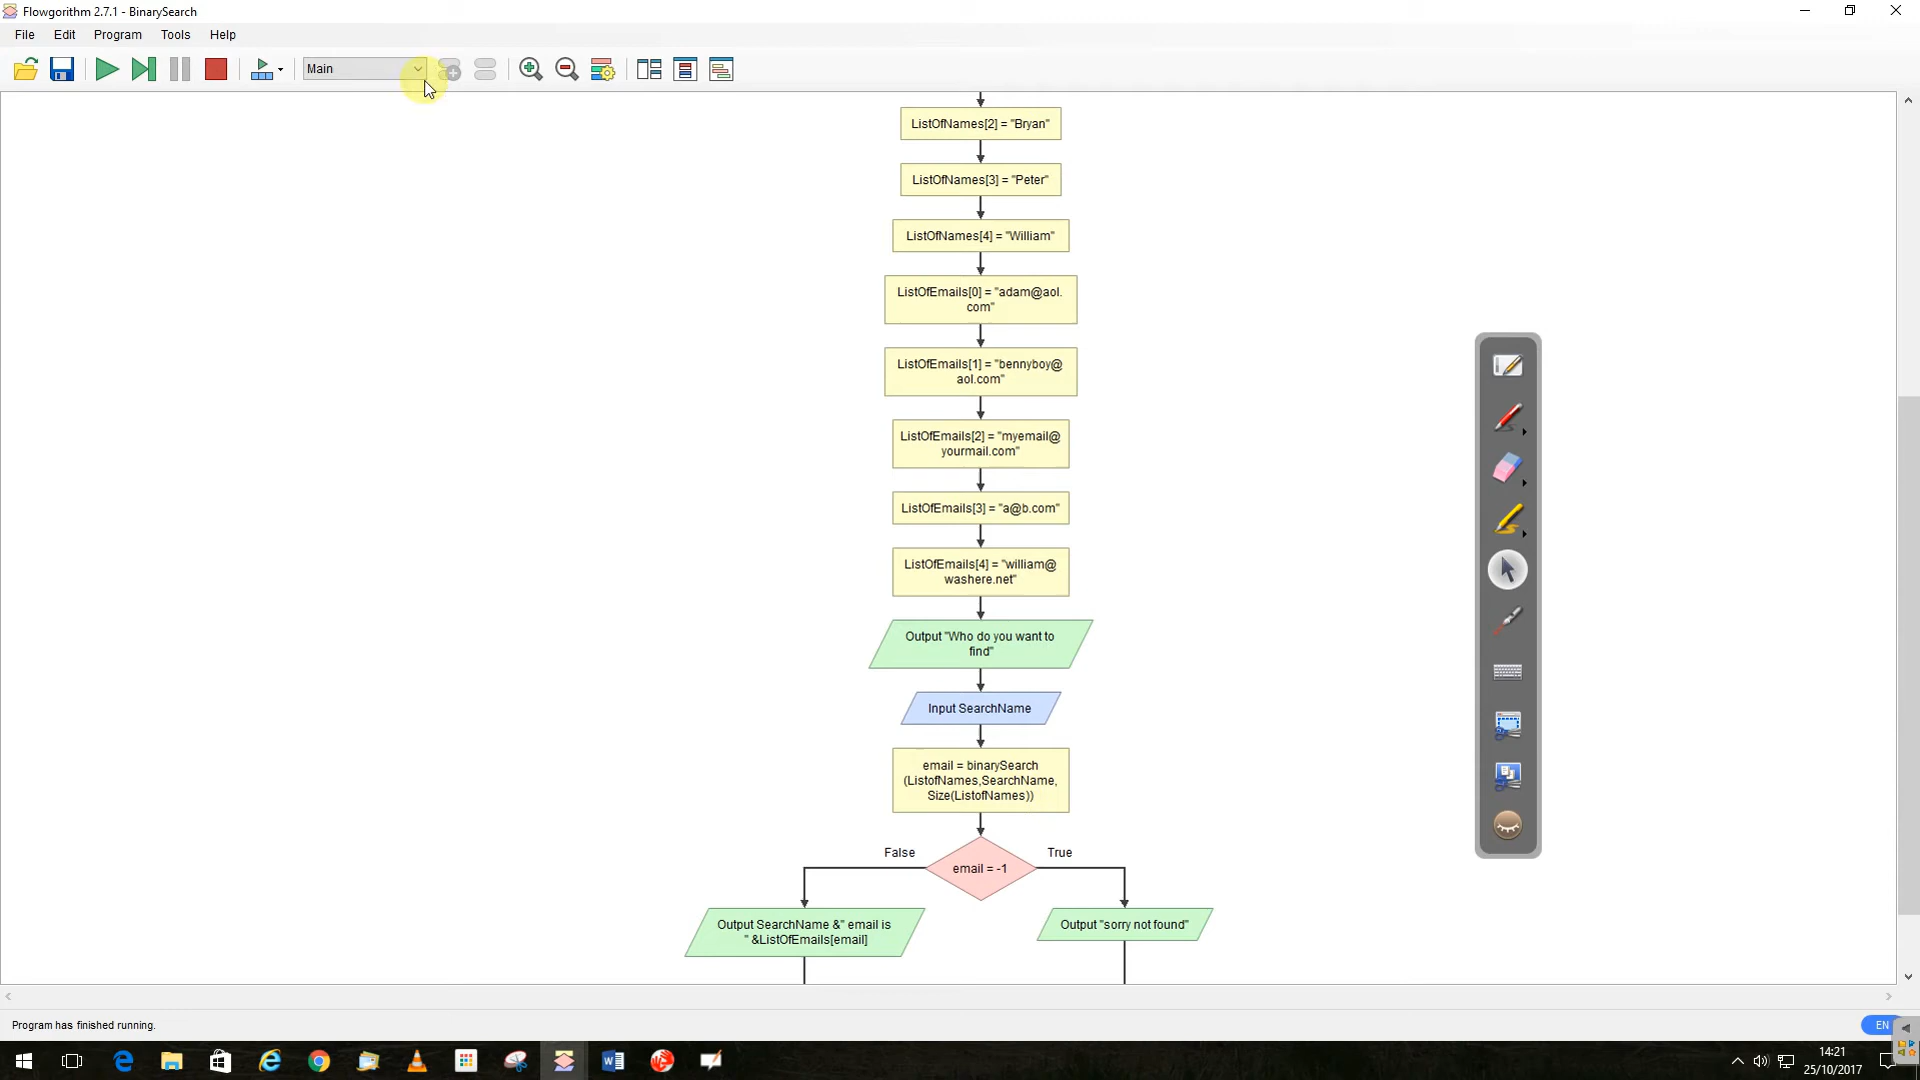 Flowgorithm 2.7.1 - BinarySearch
File Edit Program Tools Help
Main
ListOfNames[2] = "Bryan"
ListOfNames[3] = "Peter"
ListOfNames[4] = "William"
ListOfEmails[0] = "adam@aol.
com"
ListOfEmails[1] = "bennyboy@
aol.com"
ListOfEmails[2] = "myemail@
yourmail.com"
ListOfEmails[3] = "a@b.com"
ListOfEmails[4] = "william@
washere.net"
Output "Who do you want to
find"
Input SearchName
email = binarySearch
(ListofNames,SearchName,
Size(ListofNames))
False
True
email = -1
Output SearchName &" email is
" &ListOfEmails[email]
Output "sorry not found"
Program has finished running.
EN
14:21
25/10/2017